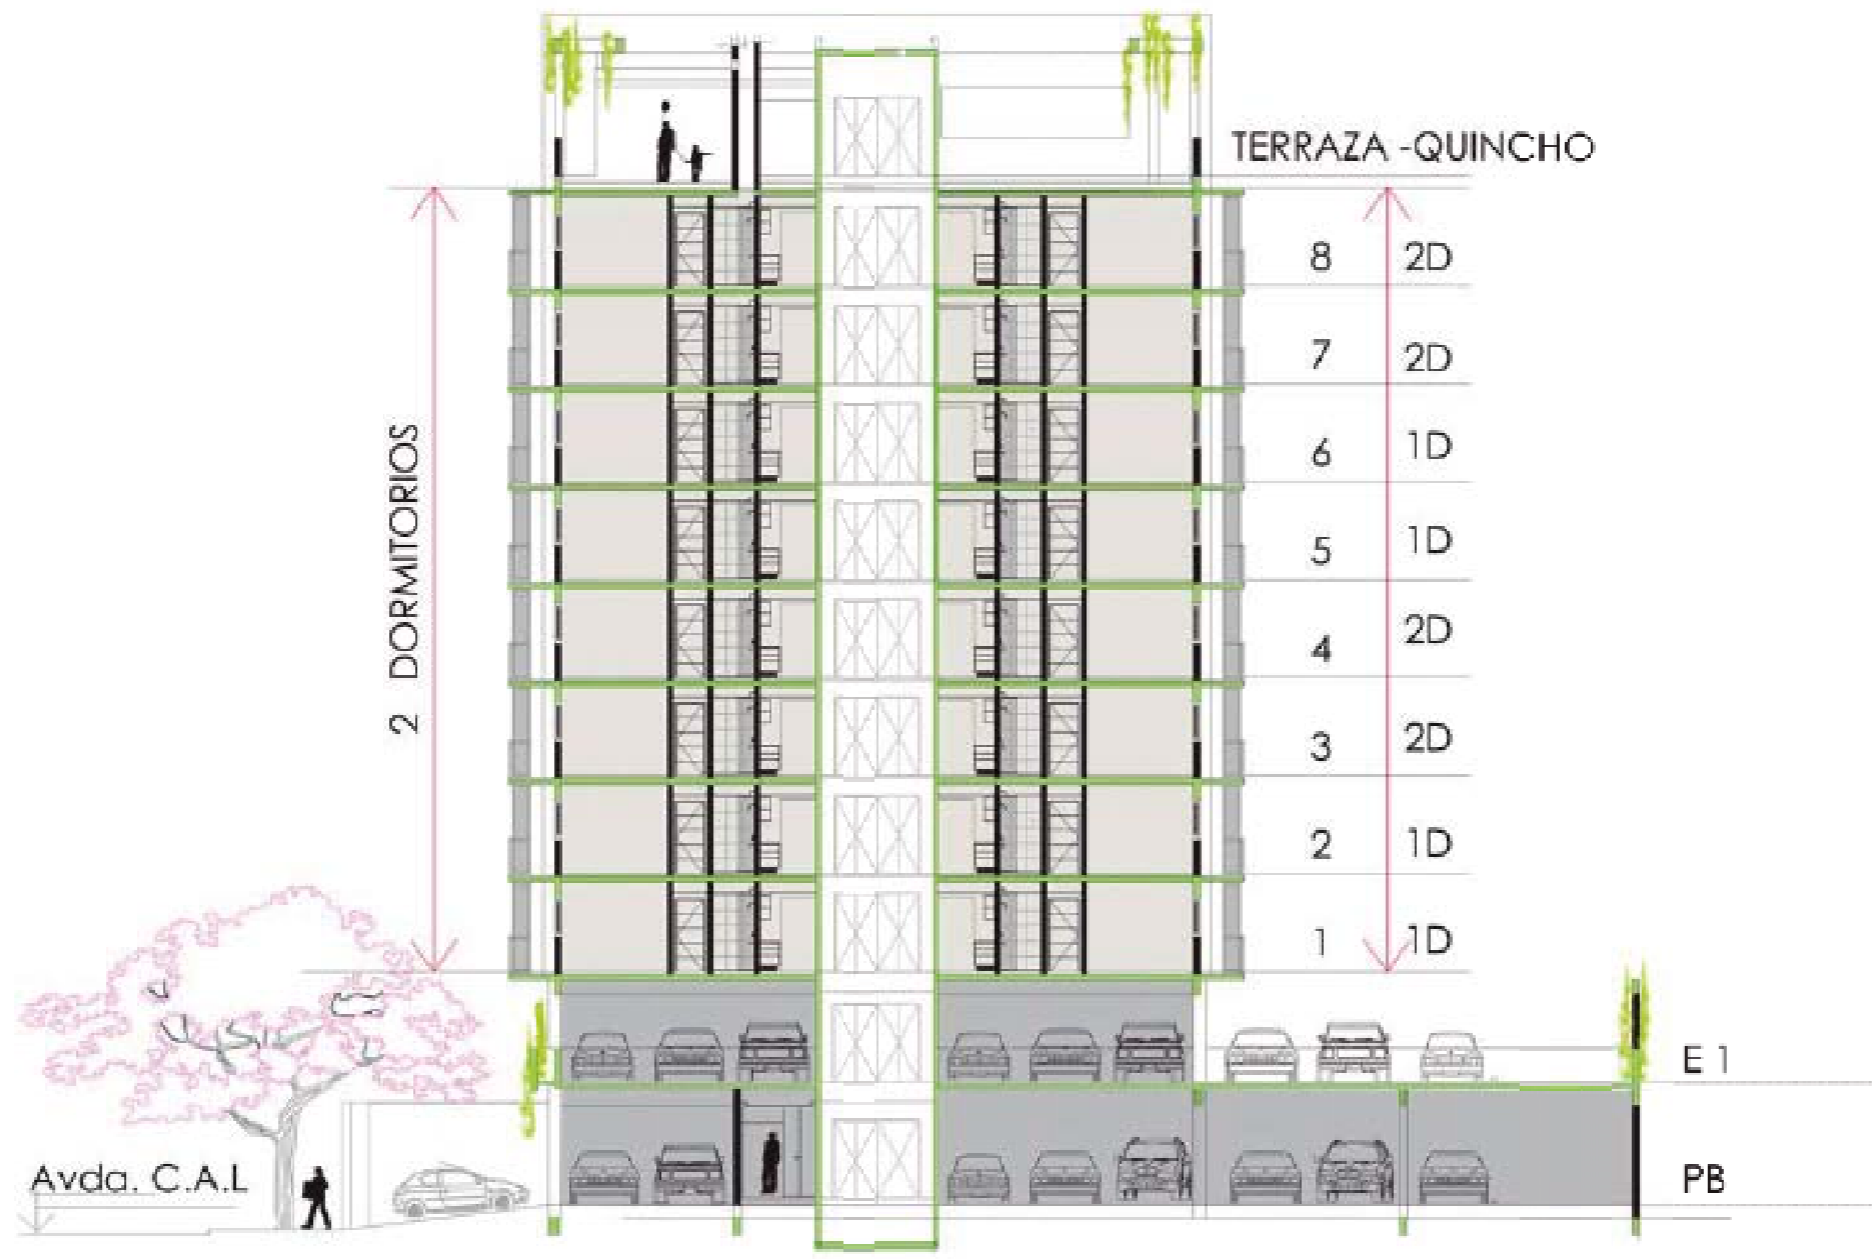 TERRAZA -QUINCHO
8 2D
7 2D
6 1D
5 1D
4 2D
3 2D
2 1D
1 1D
2 DORMITORIOS
E 1
Avda. C.A.L
PB